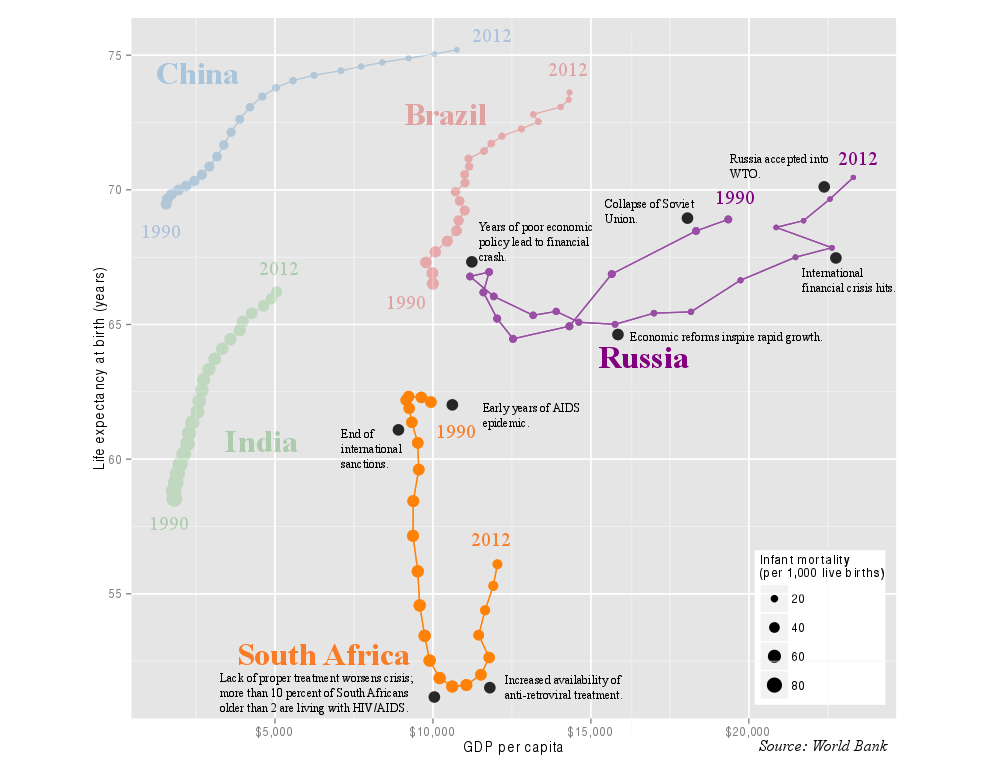 2012
75
China
2012
Brazil
70
1990
Russia accepted into
WTO.
2012
1990
Collapse of Soviet
Union.
Years of poor economic
policy lead to financial
crash.
International
financial crisis hits.
2012
1990
65
Economic reforms inspire rapid growth.
Russia
Life expectancy at birth (years)
Early years of AIDS
epidemic.
1990
End of
international
sanctions.
India
60
1990
2012
55
South Africa
Lack of proper treatment worsens crisis;
more than 10 percent of South Africans
older than 2 are living with HIV/AIDS.
Increased availability of
anti-retroviral treatment.
Infant mortality
(per 1,000 live births)
20
40
60
80
$5,000
$10,000
$15,000
$20,000
GDP per capita
Source: World Bank